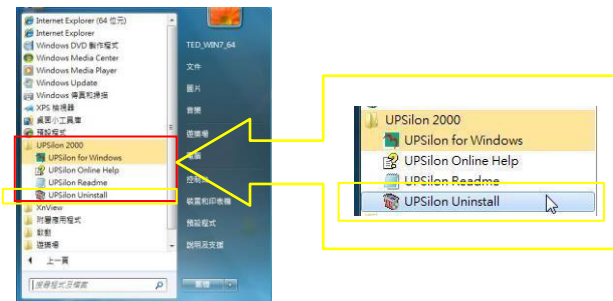 Internet Explorer (64 位元)
Internet Explorer
Windows DVD 製作程式
Windows Media Center
Windows Media Player
Windows Update
Windows 傳真和掃描
XPS 檢視器
桌面小工具庫
預設程式
UPSilon 2000
UPSilon for Windows
UPSilon Online Help
UPSilon Readme
UPSilon Uninstall
XnView
附屬應用程式
啟動
遊樂場
上一頁
搜尋程式及檔案
TED_WIN7_64
文件
圖片
音樂
遊樂場
電腦
控制台
裝置和印表機
預設程式
說明及支援
UPSilon 2000
UPSilon for Windows
UPSilon Online Help
UPSilon Readme
UPSilon Uninstall